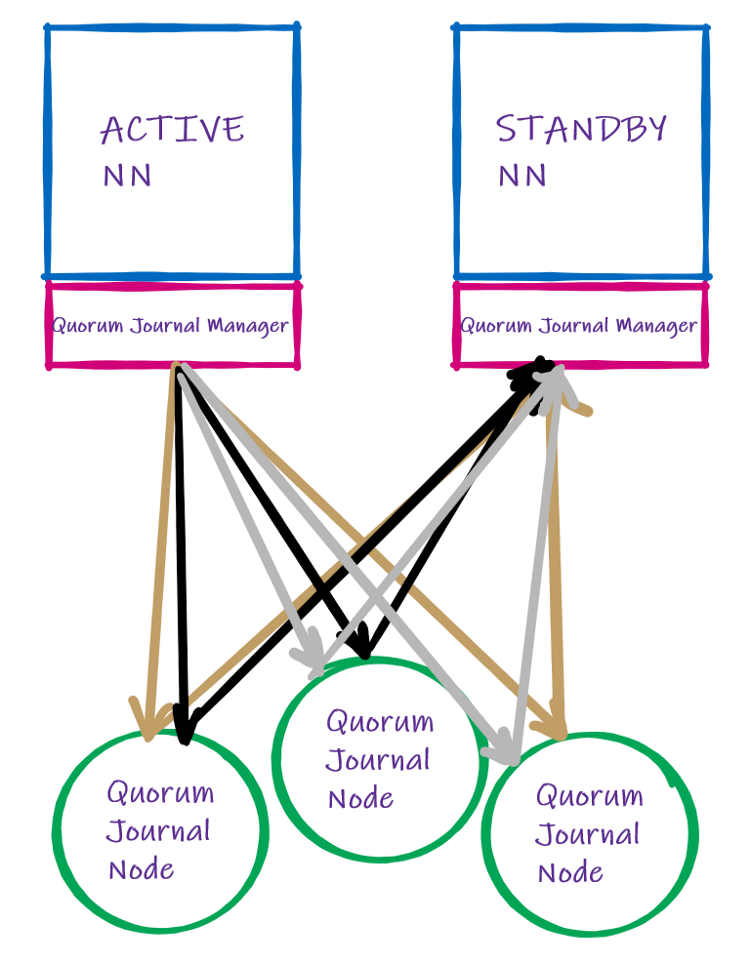 ACTIVE
NN
STANDBY
NN
Quorum Journal Manager
Quorum Journal Manager
Quorum
Journal
Node
Quorum
Journal
Node
Quorum
Journal
Node